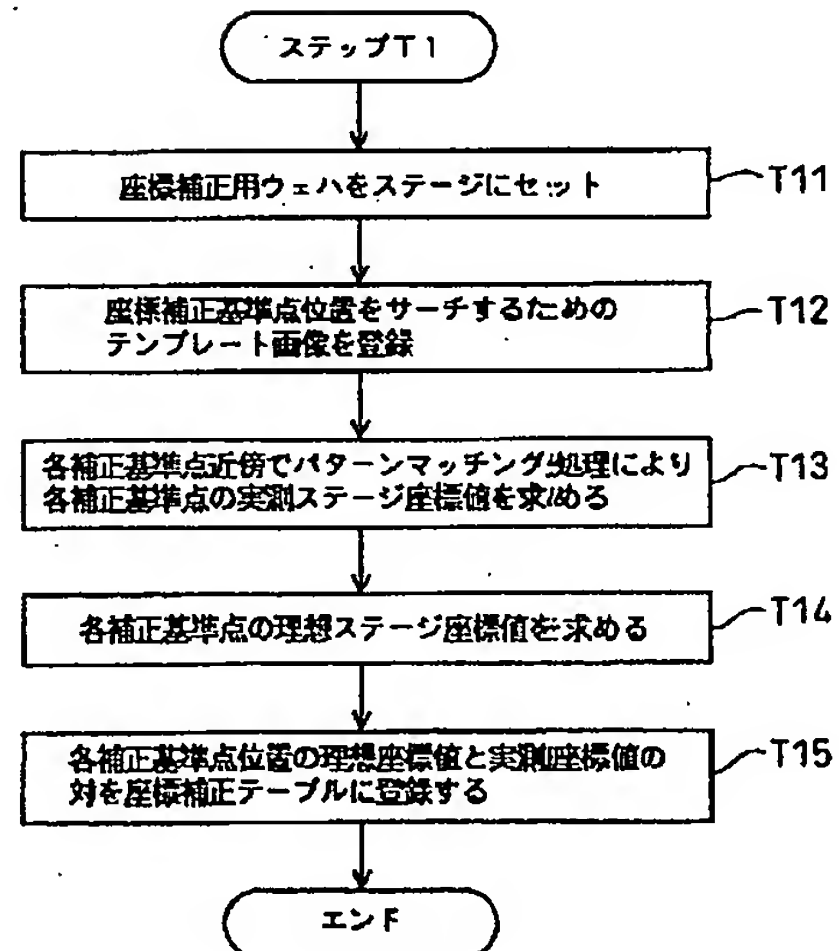 ステップT1
座標補正用ウェハをステージにセット
T11
座標補正基準点位置をサーチするための
テンプレート画像を登録
T12
各補正基準点近傍でパターンマッチング処理により
各補正基準点の実測ステージ座標値を求める
T13
各補正基準点の理想ステージ座標値を求める
T14
各補正基準点位置の理想座標値と実測座標値の
対を座標補正テーブルに登録する
T15
エンド